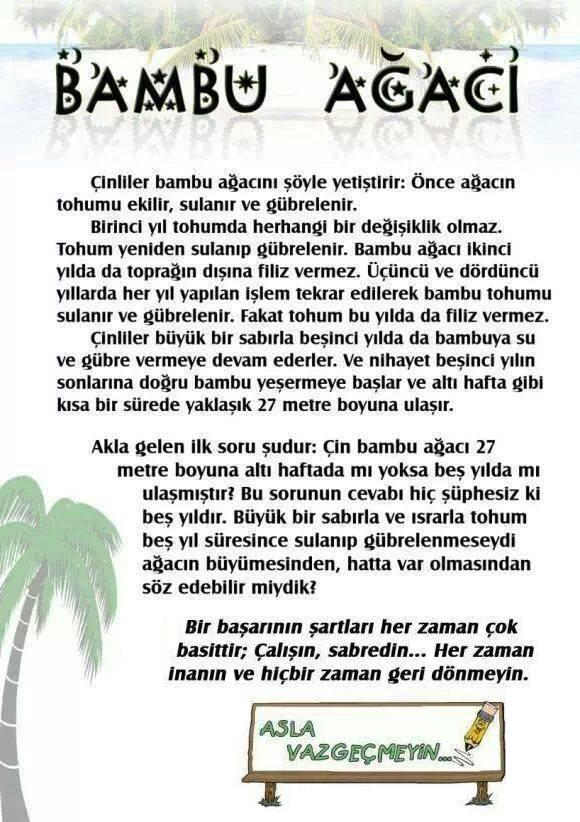 BAMBU AĞACI
Çinliler bambu ağacını şöyle yetiştirir: Önce ağacın
tohumu ekilir, sulanır ve gübrelenir.
Birinci yıl tohumda herhangi bir değişiklik olmaz.
Tohum yeniden sulanıp gübrelenir. Bambu ağacı ikinci
yılda da toprağın dışına filiz vermez. Üçüncü ve dördüncü
yıllarda her yıl yapılan işlem tekrar edilerek bambu tohumu
sulanır ve gübrelenir. Fakat tohum bu yılda da filiz vermez.
Çinliler büyük bir sabırla beşinci yılda da bambuya su
ve gübre vermeye devam ederler. Ve nihayet beşinci yılın
sonlarına doğru bambu yeşermeye başlar ve altı hafta gibi
kısa bir sürede yaklaşık 27 metre boyuna ulaşır.
Akla gelen ilk soru şudur: Çin bambu ağacı 27
metre boyuna altı haftada mı yoksa beş yılda mı
ulaşmıştır? Bu sorunun cevabı hiç şüphesiz ki
beş yıldır. Büyük bir sabırla ve ısrarla tohum
beş yıl süresince sulanıp gübrelenmeseydi
ağacın büyümesinden, hatta var olmasından
söz edebilir miydik?
Bir başarının şartları her zaman çok
basittir; Çalışın, sabredin... Her zaman
inanın ve hiçbir zaman geri dönmeyin.
ASLA
VAZGEÇMEYİN...